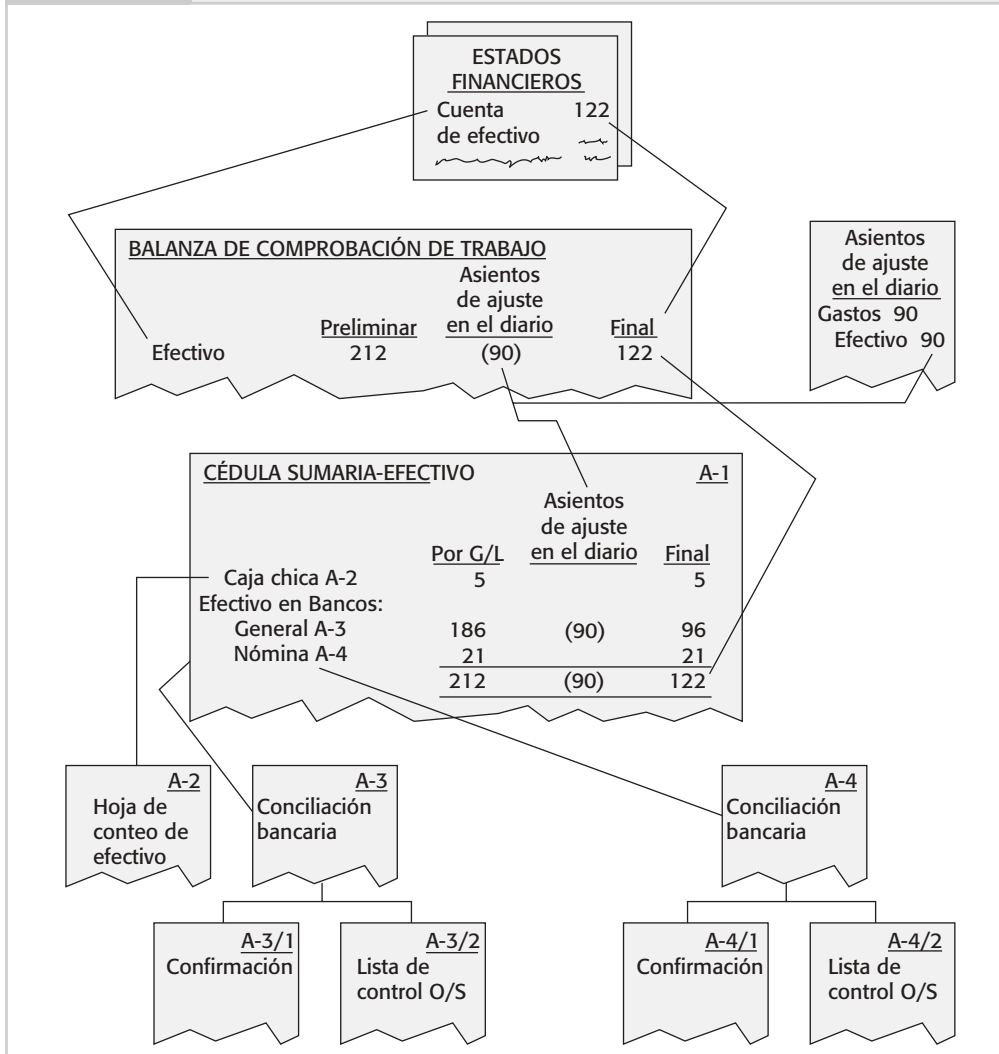 ESTADOS
FINANCIEROS
Cuenta 122
de efectivo
BALANZA DE COMPROBACIÓN DE TRABAJO
Asientos
de ajuste
Preliminar en el diario Final
Efectivo 212 (90) 122
Asientos
de ajuste
en el diario
Gastos 90
Efectivo 90
CÉDULA SUMARIA-EFECTIVO A-1
Asientos
de ajuste
Por G/L en el diario Final
Caja chica A-2 5 5
Efectivo en Bancos:
General A-3 186 (90) 96
Nómina A-4 21 21
212 (90) 122
A-2
Hoja de
conteo de
efectivo
A-3
Conciliación
bancaria
A-4
Conciliación
bancaria
A-3/1
Confirmación
A-3/2
Lista de
control O/S
A-4/1
Confirmación
A-4/2
Lista de
control O/S